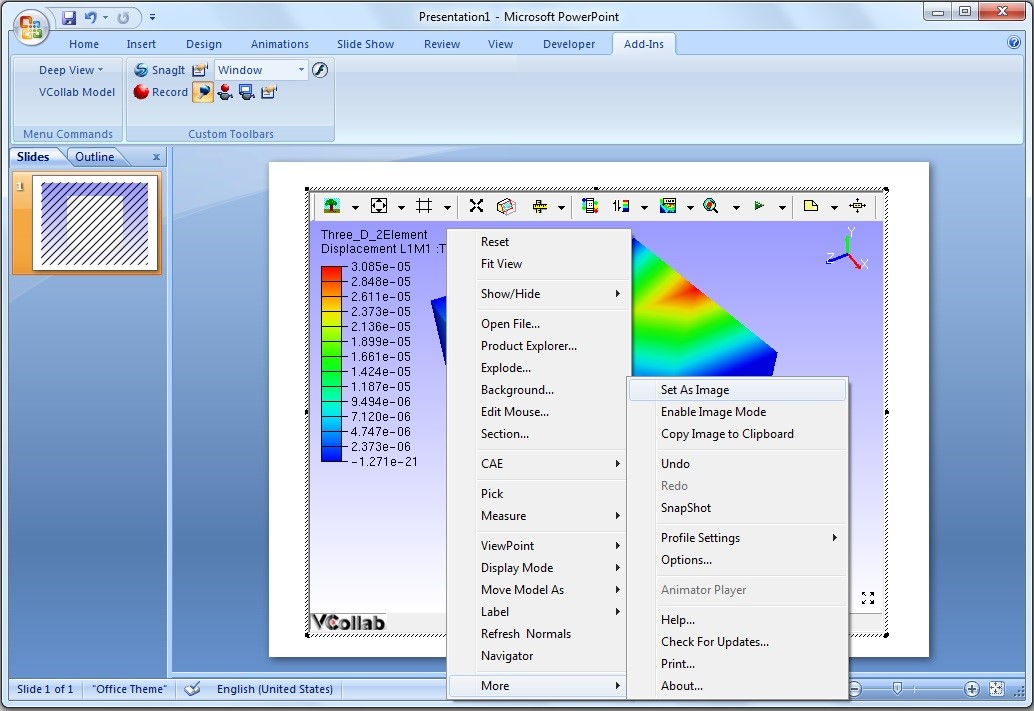 Presentation1 - Microsoft PowerPoint
Home Insert Design Animations Slide Show Review View Developer Add-Ins
Deep View SnagIt Window
VCollab Model Record
Menu Commands Custom Toolbars
Slides Outline x
1
Three_D_2Element
Displacement L1M1 :T
3.085e-05
2.848e-05
2.611e-05
2.373e-05
2.136e-05
1.899e-05
1.661e-05
1.424e-05
1.187e-05
9.494e-06
7.120e-06
4.747e-06
2.373e-06
-1.271e-21
Y
Z X
VCollab
Reset
Fit View
Show/Hide
Open File...
Product Explorer...
Explode...
Background...
Edit Mouse...
Section...
CAE
Pick
Measure
ViewPoint
Display Mode
Move Model As
Label
Refresh Normals
Navigator
More
Set As Image
Enable Image Mode
Copy Image to Clipboard
Undo
Redo
SnapShot
Profile Settings
Options...
Animator Player
Help...
Check For Updates...
Print...
About...
Slide 1 of 1 "Office Theme" English (United States)